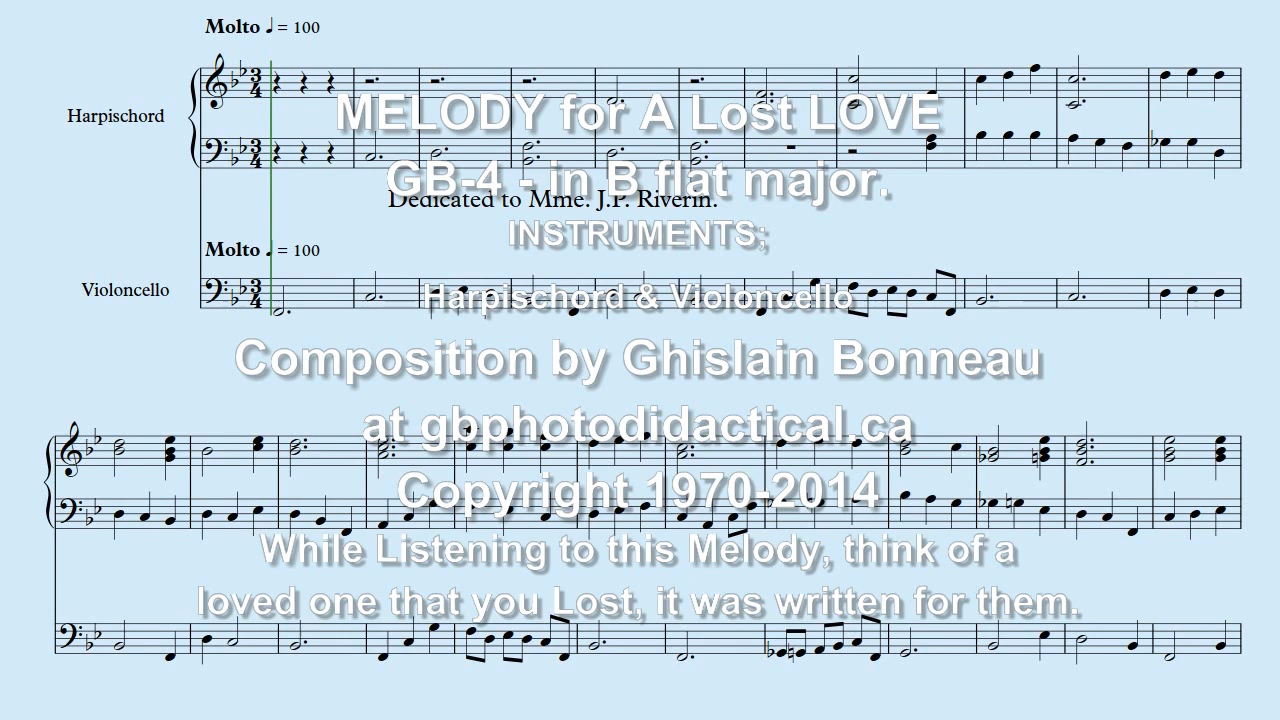 Molto ♩ = 100
Harpischord
MELODY for A Lost LOVE
GB-4 - in B flat major.
Dedicated to Mme. J.P. Riverin.
INSTRUMENTS;
Molto ♩ = 100
Violoncello
Harpischord & Violoncello
Composition by Ghislain Bonneau
at gbphotodidactical.ca
Copyright 1970-2014
While Listening to this Melody, think of a
loved one that you Lost, it was written for them.